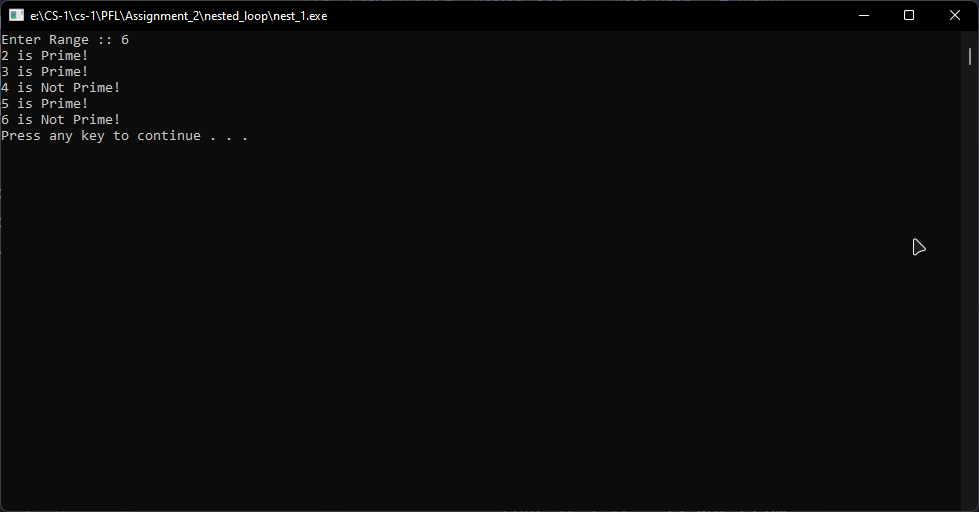 e:\CS-1\cs-1\PFL\Assignment_2\nested_loop\nest_1.exe
Enter Range :: 6
2 is Prime!
3 is Prime!
4 is Not Prime!
5 is Prime!
6 is Not Prime!
Press any key to continue . . .